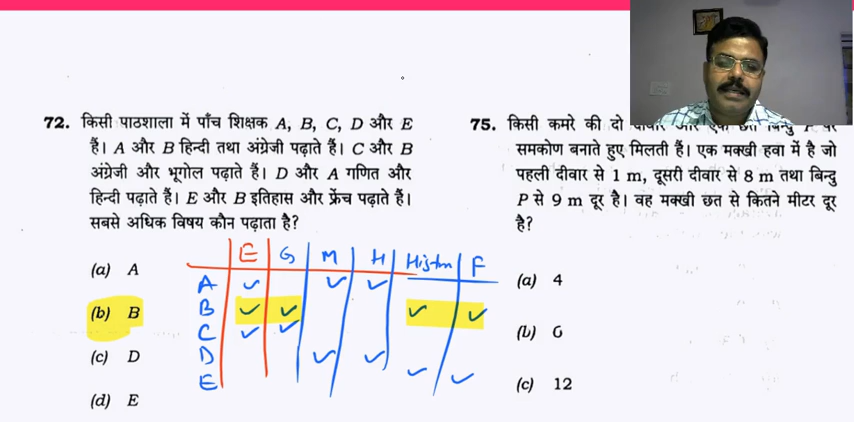 72. किसी पाठशाला में पाँच शिक्षक A, B, C, D और E
हैं। A और B हिन्दी तथा अंग्रेजी पढ़ाते हैं। C और B
अंग्रेजी और भूगोल पढ़ाते हैं। D और A गणित और
हिन्दी पढ़ाते हैं। E और B इतिहास और फ्रेंच पढ़ाते हैं।
सबसे अधिक विषय कौन पढ़ाता है?
(a) A
(b) B
(c) D
(d) E
E G M H Histm F
A ✓ ✓ ✓
B ✓ ✓ ✓ ✓
C ✓ ✓
D ✓ ✓
E ✓ ✓
75. किसी कमरे की दो
समकोण बनाते हुए मिलती हैं। एक मक्खी हवा में है जो
पहली दीवार से 1 m, दूसरी दीवार से 8 m तथा बिन्दु
P से 9 m दूर है। वह मक्खी छत से कितने मीटर दूर
है?
(a) 4
(b) 6
(c) 12